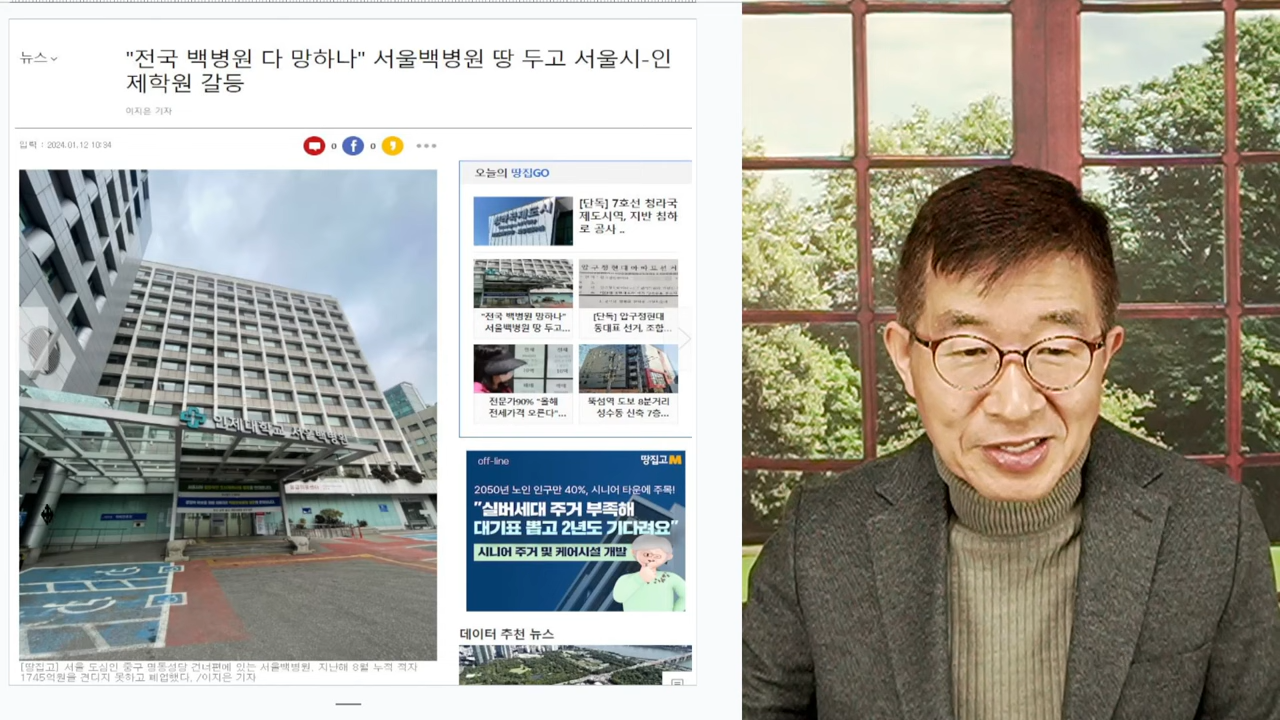 뉴스
"전국 백병원 다 망하나" 서울백병원 땅 두고 서울시-인
제학원 갈등
이지은 기자
입력 : 2024.01.12 10:34
0
0
오늘의 땅집GO
[단독] 7호선 청라국
제도시역, 지반 침하
로 공사 ..
"전국 백병원 망하나"
서울백병원 땅 두고...
[단독] 압구정현대
동대표 선거, 조합...
전문가90% "올해
전세가격 오른다"...
뚝섬역 도보 8분거리
성수동 신축 7층...
인제대학교 서울백병원
off-line
땅집고M
2050년 노인 인구만 40%, 시니어 타운에 주목!
"실버세대 주거 부족해
대기표 뽑고 2년도 기다려요"
시니어 주거 및 케어시설 개발
데이터 추천 뉴스
[땅집고] 서울 도심인 중구 명동성당 건너편에 있는 서울백병원. 지난해 8월 누적 적자
1745억원을 견디지 못하고 폐업했다. /이지은 기자